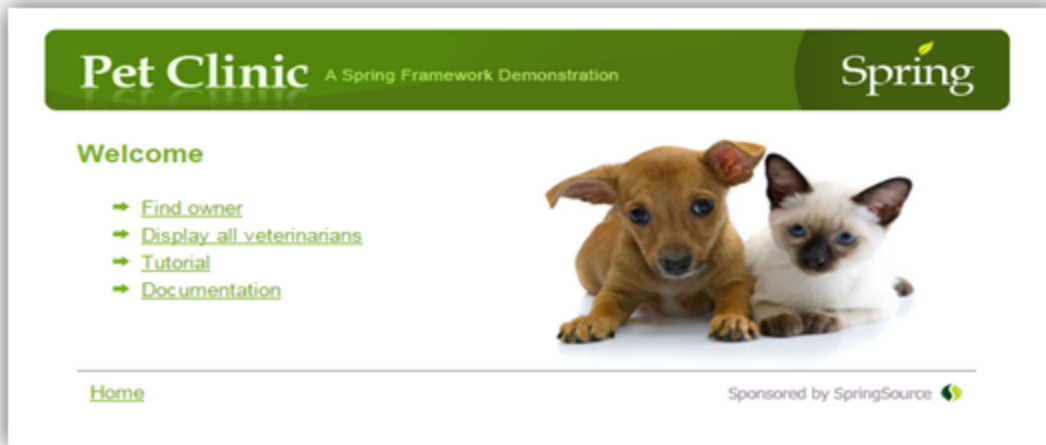 Pet Clinic A Spring Framework Demonstration Spring
Welcome
Find owner
Display all veterinarians
Tutorial
Documentation
Home Sponsored by SpringSource